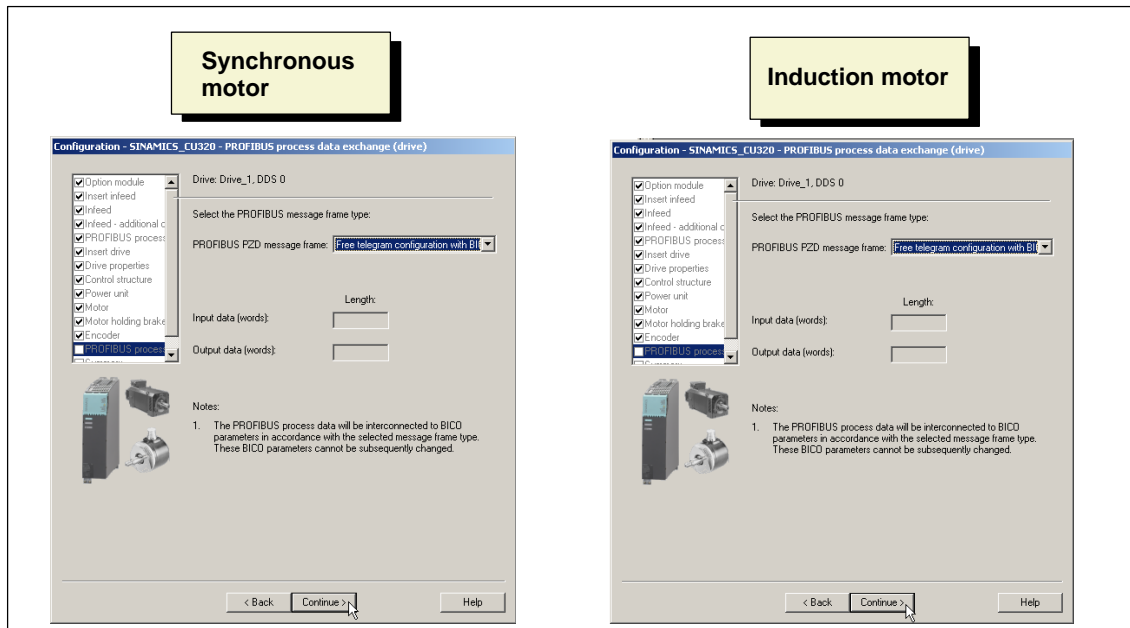 Synchronous
motor
Configuration - SINAMICS_CU320 - PROFIBUS process data exchange (drive)
Option module
Insert infeed
Infeed
Infeed - additional c
PROFIBUS process
Insert drive
Drive properties
Control structure
Power unit
Motor
Motor holding brake
Encoder
PROFIBUS process
Summary
Drive: Drive_1, DDS 0
Select the PROFIBUS message frame type:
PROFIBUS PZD message frame: Free telegram configuration with BI
Length:
Input data (words):
Output data (words):
Notes:
1. The PROFIBUS process data will be interconnected to BICO
parameters in accordance with the selected message frame type.
These BICO parameters cannot be subsequently changed.
< Back Continue > Help
Induction motor
Configuration - SINAMICS_CU320 - PROFIBUS process data exchange (drive)
Option module
Insert infeed
Infeed
Infeed - additional c
PROFIBUS process
Insert drive
Drive properties
Control structure
Power unit
Motor
Motor holding brake
Encoder
PROFIBUS process
Summary
Drive: Drive_1, DDS 0
Select the PROFIBUS message frame type:
PROFIBUS PZD message frame: Free telegram configuration with BI
Length:
Input data (words):
Output data (words):
Notes:
1. The PROFIBUS process data will be interconnected to BICO
parameters in accordance with the selected message frame type.
These BICO parameters cannot be subsequently changed.
< Back Continue > Help